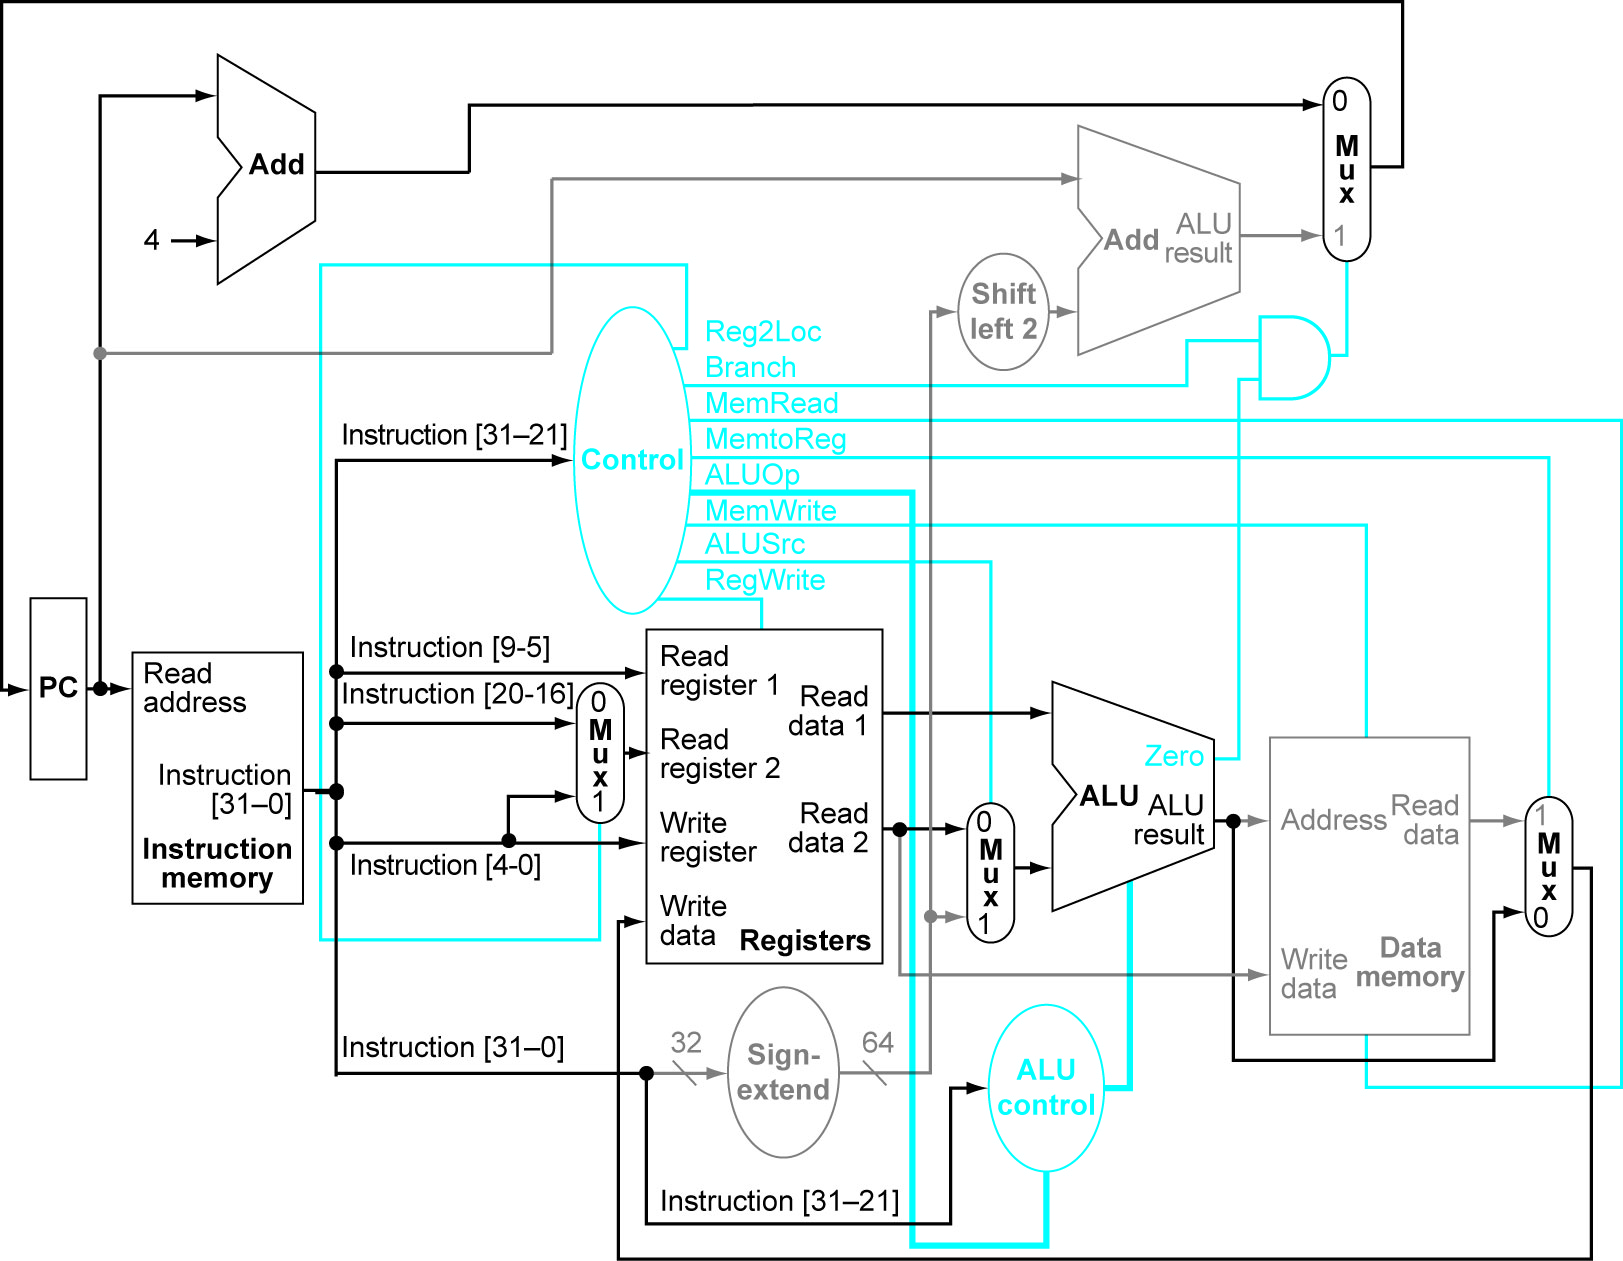 Add
4
0
M
u
x
1
Add
ALU
result
Shift
left 2
Reg2Loc
Branch
MemRead
MemtoReg
ALUOp
MemWrite
ALUSrc
RegWrite
Control
Instruction [31–21]
PC
Read
address
Instruction
[31–0]
Instruction
memory
Instruction [9-5]
Instruction [20-16]
Instruction [4-0]
0
M
u
x
1
Read
register 1
Read
register 2
Write
register
Write
data
Read
data 1
Read
data 2
Registers
0
M
u
x
1
Zero
ALU
ALU
result
Address
Read
data
Write
data
Data
memory
1
M
u
x
0
Instruction [31–0]
32
Sign-
extend
64
ALU
control
Instruction [31–21]